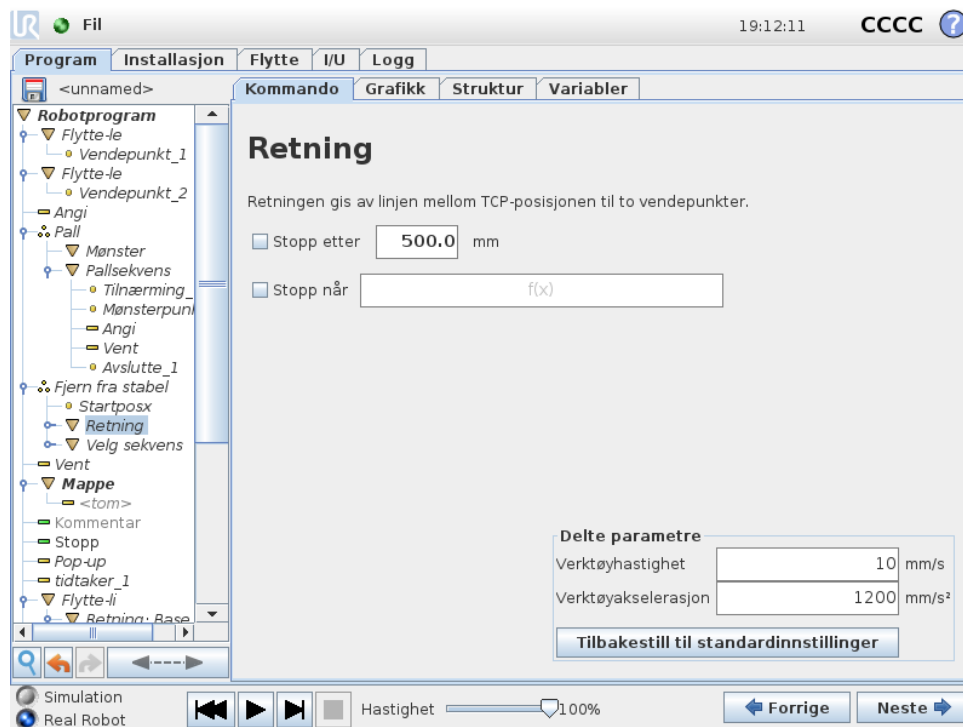 UR Fil 19:12:11 CCCC ?
Program Installasjon Flytte I/U Logg
<unnamed>
Kommando Grafikk Struktur Variabler
Robotprogram
Flytte-le
Vendepunkt_1
Flytte-le
Vendepunkt_2
Angi
Pall
Mønster
Pallsekvens
Tilnærming_
Mønsterpun
Angi
Vent
Avslutte_1
Fjern fra stabel
Startposx
Retning
Velg sekvens
Vent
Mappe
<tom>
Kommentar
Stopp
Pop-up
tidtaker_1
Flytte-li
Retning: Base
Retning
Retningen gis av linjen mellom TCP-posisjonen til to vendepunkter.
Stopp etter 500.0 mm
Stopp når f(x)
Delte parametre
Verktøyhastighet 10 mm/s
Verktøyakselerasjon 1200 mm/s²
Tilbakestill til standardinnstillinger
Simulation
Real Robot
Hastighet 100%
Forrige Neste